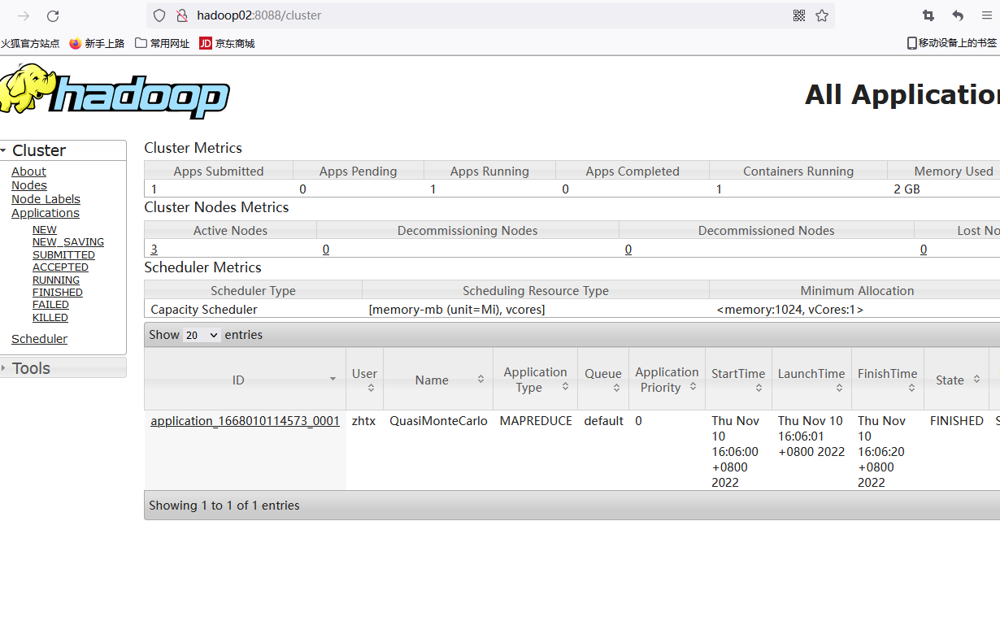 hadoop02:8088/cluster
火狐官方站点 新手上路 常用网址 JD 京东商城 移动设备上的书签
hadoop
All Applicatio
Cluster
About
Nodes
Node Labels
Applications
NEW
NEW_SAVING
SUBMITTED
ACCEPTED
RUNNING
FINISHED
FAILED
KILLED
Scheduler
Tools
Cluster Metrics
Apps Submitted Apps Pending Apps Running Apps Completed Containers Running Memory Used
1 0 1 0 1 2 GB
Cluster Nodes Metrics
Active Nodes Decommissioning Nodes Decommissioned Nodes Lost No
3 0 0 0
Scheduler Metrics
Scheduler Type Scheduling Resource Type Minimum Allocation
Capacity Scheduler [memory-mb (unit=Mi), vcores] <memory:1024, vCores:1>
Show 20 entries
ID User Name Application Type Queue Application Priority StartTime LaunchTime FinishTime State
application_1668010114573_0001 zhtx QuasiMonteCarlo MAPREDUCE default 0 Thu Nov 10 16:06:00 +0800 2022 Thu Nov 10 16:06:01 +0800 2022 Thu Nov 10 16:06:20 +0800 2022 FINISHED S
Showing 1 to 1 of 1 entries